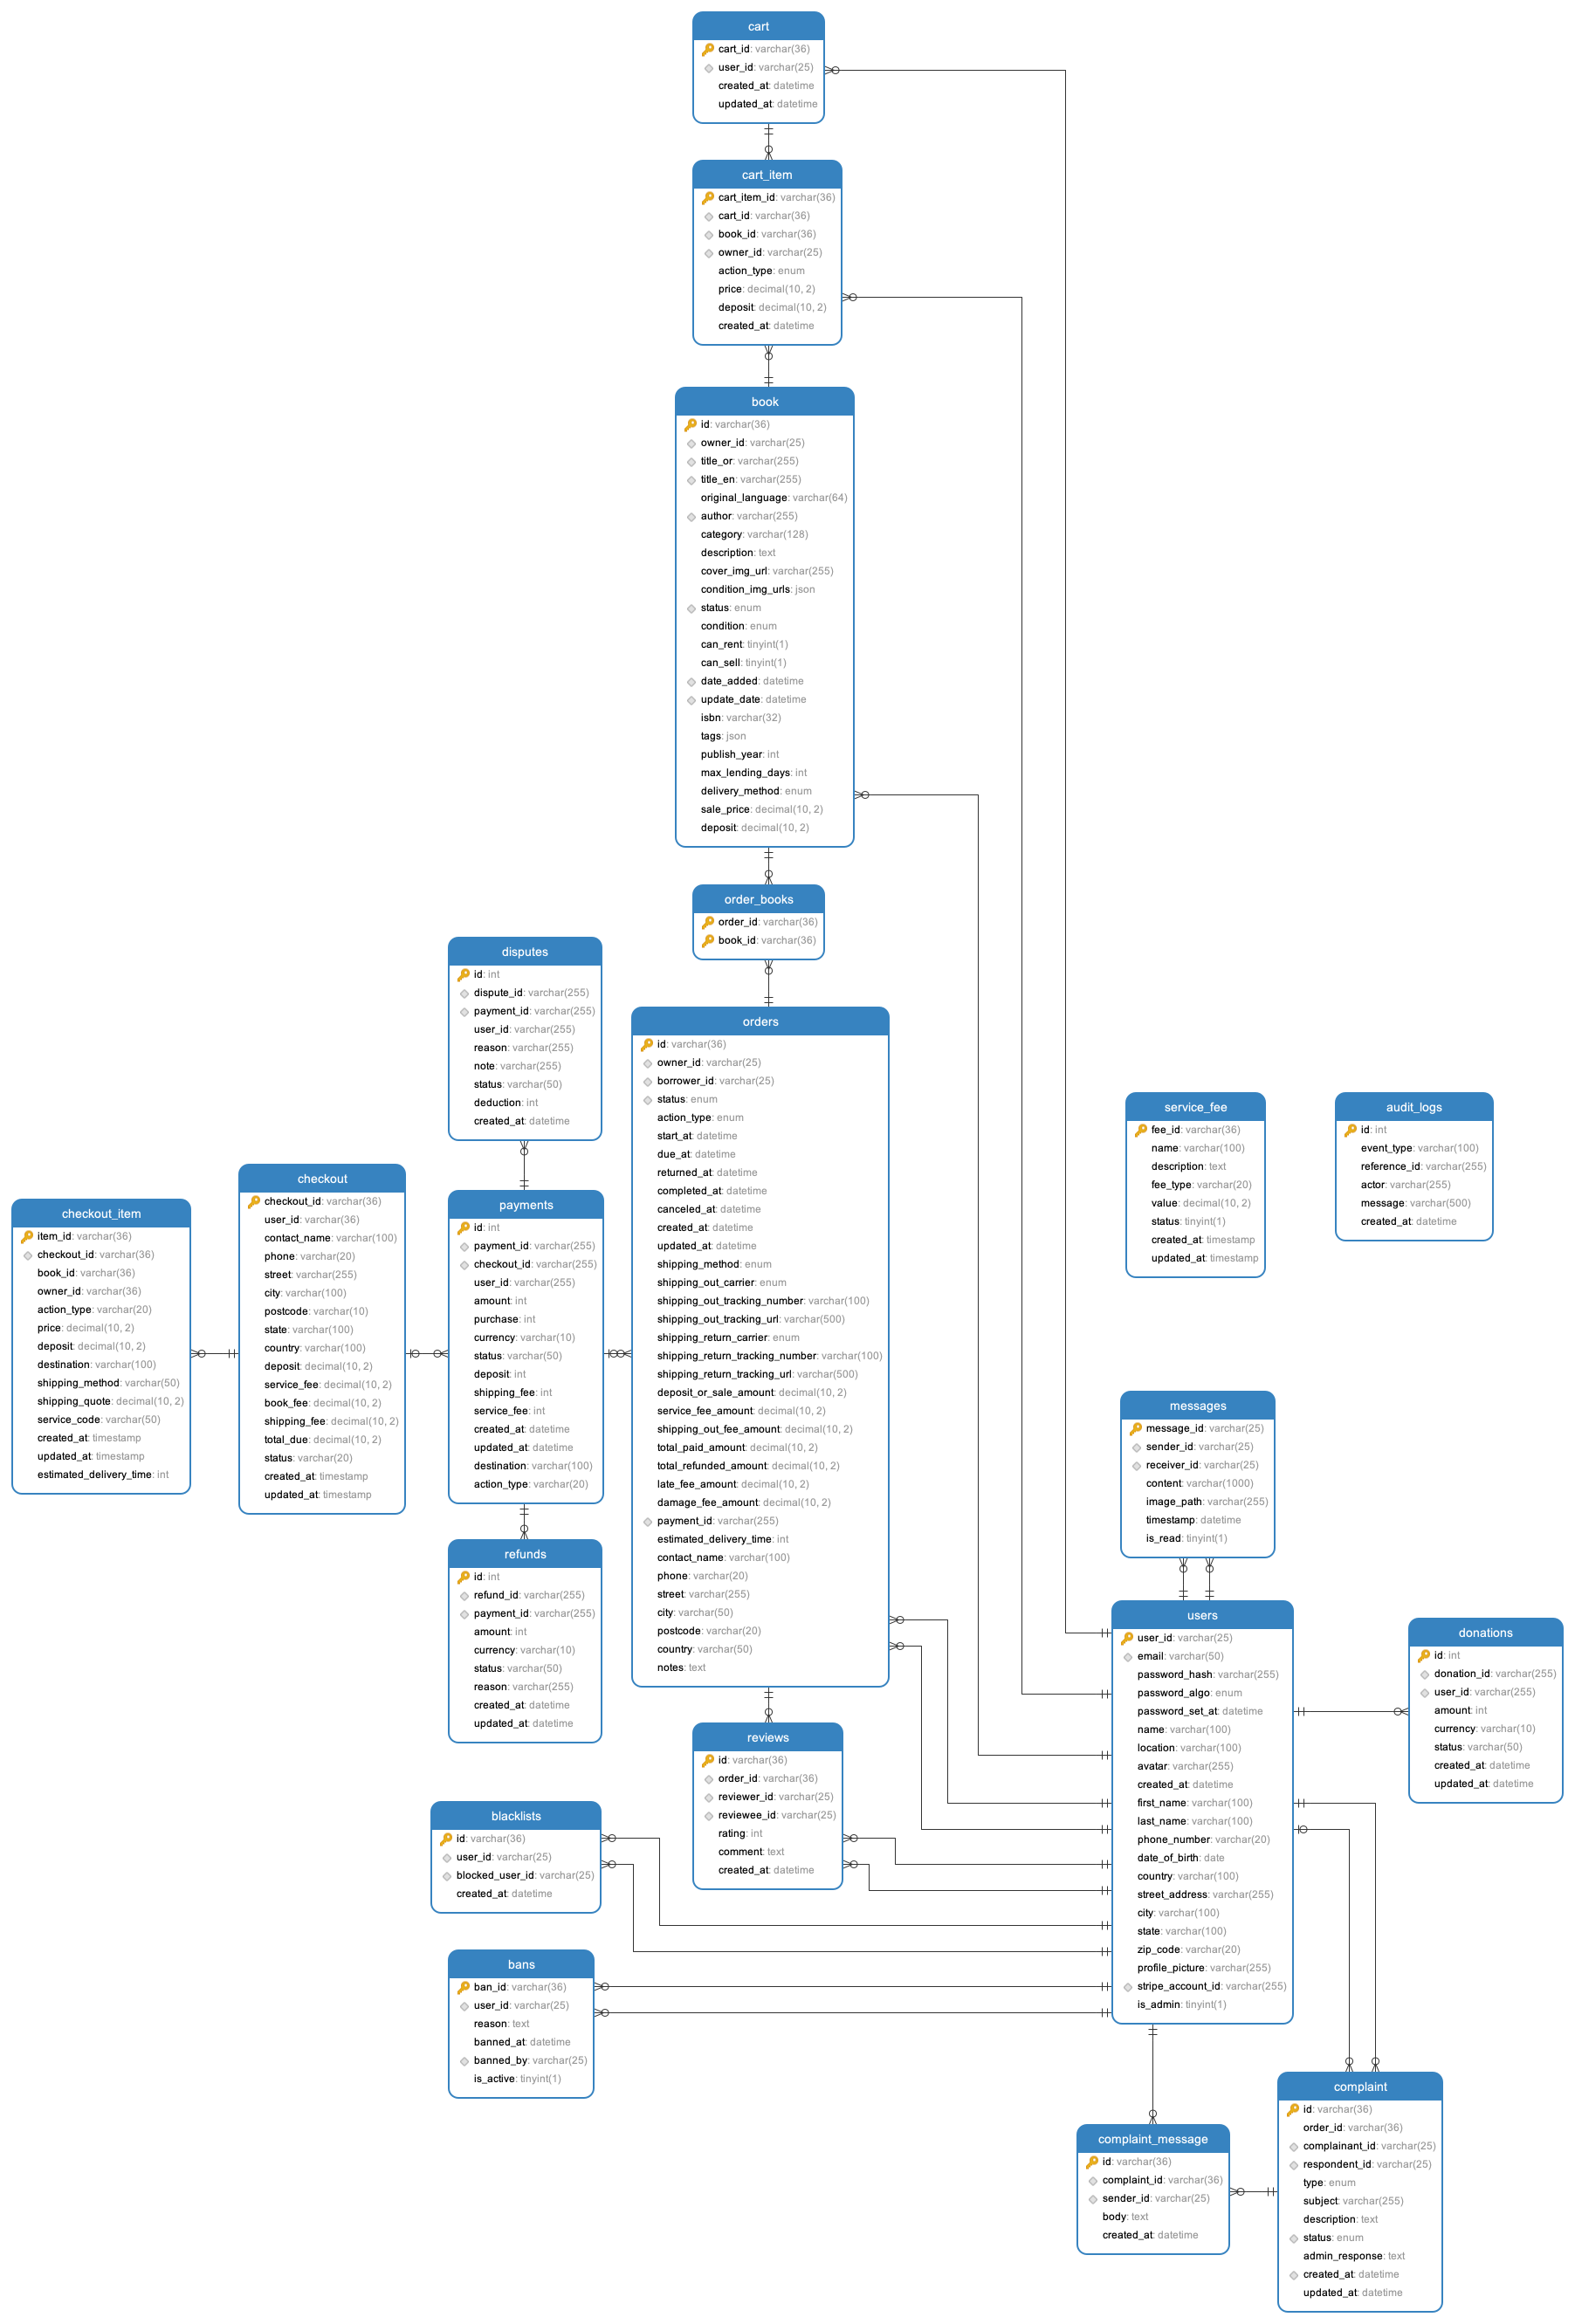 cart
cart_id: varchar(36)
user_id: varchar(25)
created_at: datetime
updated_at: datetime
cart_item
cart_item_id: varchar(36)
cart_id: varchar(36)
book_id: varchar(36)
owner_id: varchar(25)
action_type: enum
price: decimal(10, 2)
deposit: decimal(10, 2)
created_at: datetime
book
id: varchar(36)
owner_id: varchar(25)
title_or: varchar(255)
title_en: varchar(255)
original_language: varchar(64)
author: varchar(255)
category: varchar(128)
description: text
cover_img_url: varchar(255)
condition_img_urls: json
status: enum
condition: enum
can_rent: tinyint(1)
can_sell: tinyint(1)
date_added: datetime
update_date: datetime
isbn: varchar(32)
tags: json
publish_year: int
max_lending_days: int
delivery_method: enum
sale_price: decimal(10, 2)
deposit: decimal(10, 2)
order_books
order_id: varchar(36)
book_id: varchar(36)
disputes
id: int
dispute_id: varchar(255)
payment_id: varchar(255)
user_id: varchar(255)
reason: varchar(255)
note: varchar(255)
status: varchar(50)
deduction: int
created_at: datetime
orders
id: varchar(36)
owner_id: varchar(25)
borrower_id: varchar(25)
status: enum
action_type: enum
start_at: datetime
due_at: datetime
returned_at: datetime
completed_at: datetime
canceled_at: datetime
created_at: datetime
updated_at: datetime
shipping_method: enum
shipping_out_carrier: enum
shipping_out_tracking_number: varchar(100)
shipping_out_tracking_url: varchar(500)
shipping_return_carrier: enum
shipping_return_tracking_number: varchar(100)
shipping_return_tracking_url: varchar(500)
deposit_or_sale_amount: decimal(10, 2)
service_fee_amount: decimal(10, 2)
shipping_out_fee_amount: decimal(10, 2)
total_paid_amount: decimal(10, 2)
total_refunded_amount: decimal(10, 2)
late_fee_amount: decimal(10, 2)
damage_fee_amount: decimal(10, 2)
payment_id: varchar(255)
estimated_delivery_time: int
contact_name: varchar(100)
phone: varchar(20)
street: varchar(255)
city: varchar(50)
postcode: varchar(20)
country: varchar(50)
notes: text
service_fee
fee_id: varchar(36)
name: varchar(100)
description: text
fee_type: varchar(20)
value: decimal(10, 2)
status: tinyint(1)
created_at: timestamp
updated_at: timestamp
audit_logs
id: int
event_type: varchar(100)
reference_id: varchar(255)
actor: varchar(255)
message: varchar(500)
created_at: datetime
checkout_item
item_id: varchar(36)
checkout_id: varchar(36)
book_id: varchar(36)
owner_id: varchar(36)
action_type: varchar(20)
price: decimal(10, 2)
deposit: decimal(10, 2)
destination: varchar(100)
shipping_method: varchar(50)
shipping_quote: decimal(10, 2)
service_code: varchar(50)
created_at: timestamp
updated_at: timestamp
estimated_delivery_time: int
checkout
checkout_id: varchar(36)
user_id: varchar(36)
contact_name: varchar(100)
phone: varchar(20)
street: varchar(255)
city: varchar(100)
postcode: varchar(10)
state: varchar(100)
country: varchar(100)
deposit: decimal(10, 2)
service_fee: decimal(10, 2)
book_fee: decimal(10, 2)
shipping_fee: decimal(10, 2)
total_due: decimal(10, 2)
status: varchar(20)
created_at: timestamp
updated_at: timestamp
payments
id: int
payment_id: varchar(255)
checkout_id: varchar(255)
user_id: varchar(255)
amount: int
purchase: int
currency: varchar(10)
status: varchar(50)
deposit: int
shipping_fee: int
service_fee: int
created_at: datetime
updated_at: datetime
destination: varchar(100)
action_type: varchar(20)
refunds
id: int
refund_id: varchar(255)
payment_id: varchar(255)
amount: int
currency: varchar(10)
status: varchar(50)
reason: varchar(255)
created_at: datetime
updated_at: datetime
messages
message_id: varchar(25)
sender_id: varchar(25)
receiver_id: varchar(25)
content: varchar(1000)
image_path: varchar(255)
timestamp: datetime
is_read: tinyint(1)
users
user_id: varchar(25)
email: varchar(50)
password_hash: varchar(255)
password_algo: enum
password_set_at: datetime
name: varchar(100)
location: varchar(100)
avatar: varchar(255)
created_at: datetime
first_name: varchar(100)
last_name: varchar(100)
phone_number: varchar(20)
date_of_birth: date
country: varchar(100)
street_address: varchar(255)
city: varchar(100)
state: varchar(100)
zip_code: varchar(20)
profile_picture: varchar(255)
stripe_account_id: varchar(255)
is_admin: tinyint(1)
donations
id: int
donation_id: varchar(255)
user_id: varchar(255)
amount: int
currency: varchar(10)
status: varchar(50)
created_at: datetime
updated_at: datetime
reviews
id: varchar(36)
order_id: varchar(36)
reviewer_id: varchar(25)
reviewee_id: varchar(25)
rating: int
comment: text
created_at: datetime
blacklists
id: varchar(36)
user_id: varchar(25)
blocked_user_id: varchar(25)
created_at: datetime
bans
ban_id: varchar(36)
user_id: varchar(25)
reason: text
banned_at: datetime
banned_by: varchar(25)
is_active: tinyint(1)
complaint_message
id: varchar(36)
complaint_id: varchar(36)
sender_id: varchar(25)
body: text
created_at: datetime
complaint
id: varchar(36)
order_id: varchar(36)
complainant_id: varchar(25)
respondent_id: varchar(25)
type: enum
subject: varchar(255)
description: text
status: enum
admin_response: text
created_at: datetime
updated_at: datetime